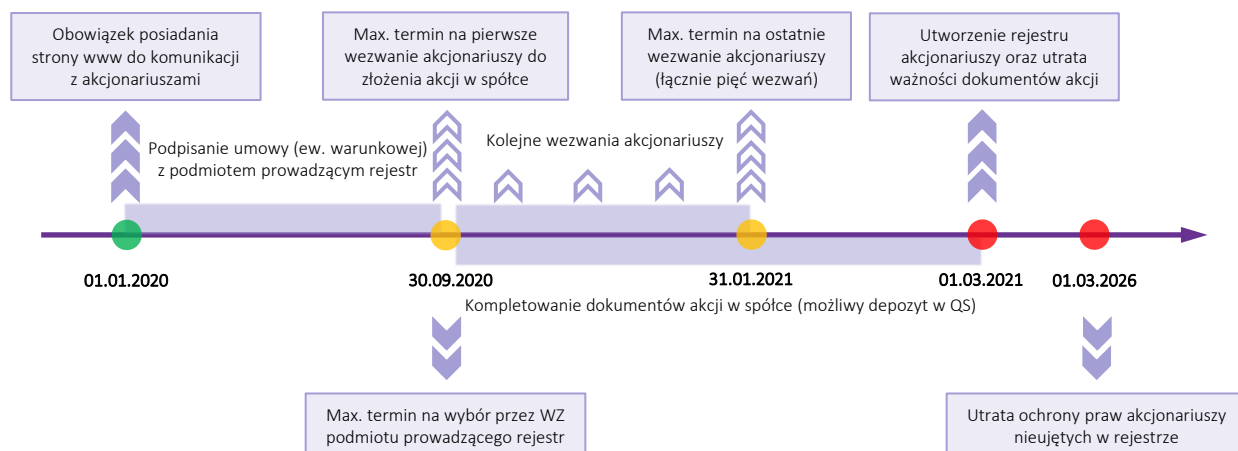 Obowiązek posiadania
strony www do komunikacji
z akcjonariuszami
Max. termin na pierwsze
wezwanie akcjonariuszy do
złożenia akcji w spółce
Max. termin na ostatnie
wezwanie akcjonariuszy
(łącznie pięć wezwań)
Utworzenie rejestru
akcjonariuszy oraz utrata
ważności dokumentów akcji
Podpisanie umowy (ew. warunkowej)
z podmiotem prowadzącym rejestr
Kolejne wezwania akcjonariuszy
01.01.2020
30.09.2020
31.01.2021
01.03.2021
01.03.2026
Kompletowanie dokumentów akcji w spółce (możliwy depozyt w QS)
Max. termin na wybór przez WZ
podmiotu prowadzącego rejestr
Utrata ochrony praw akcjonariuszy
nieujętych w rejestrze